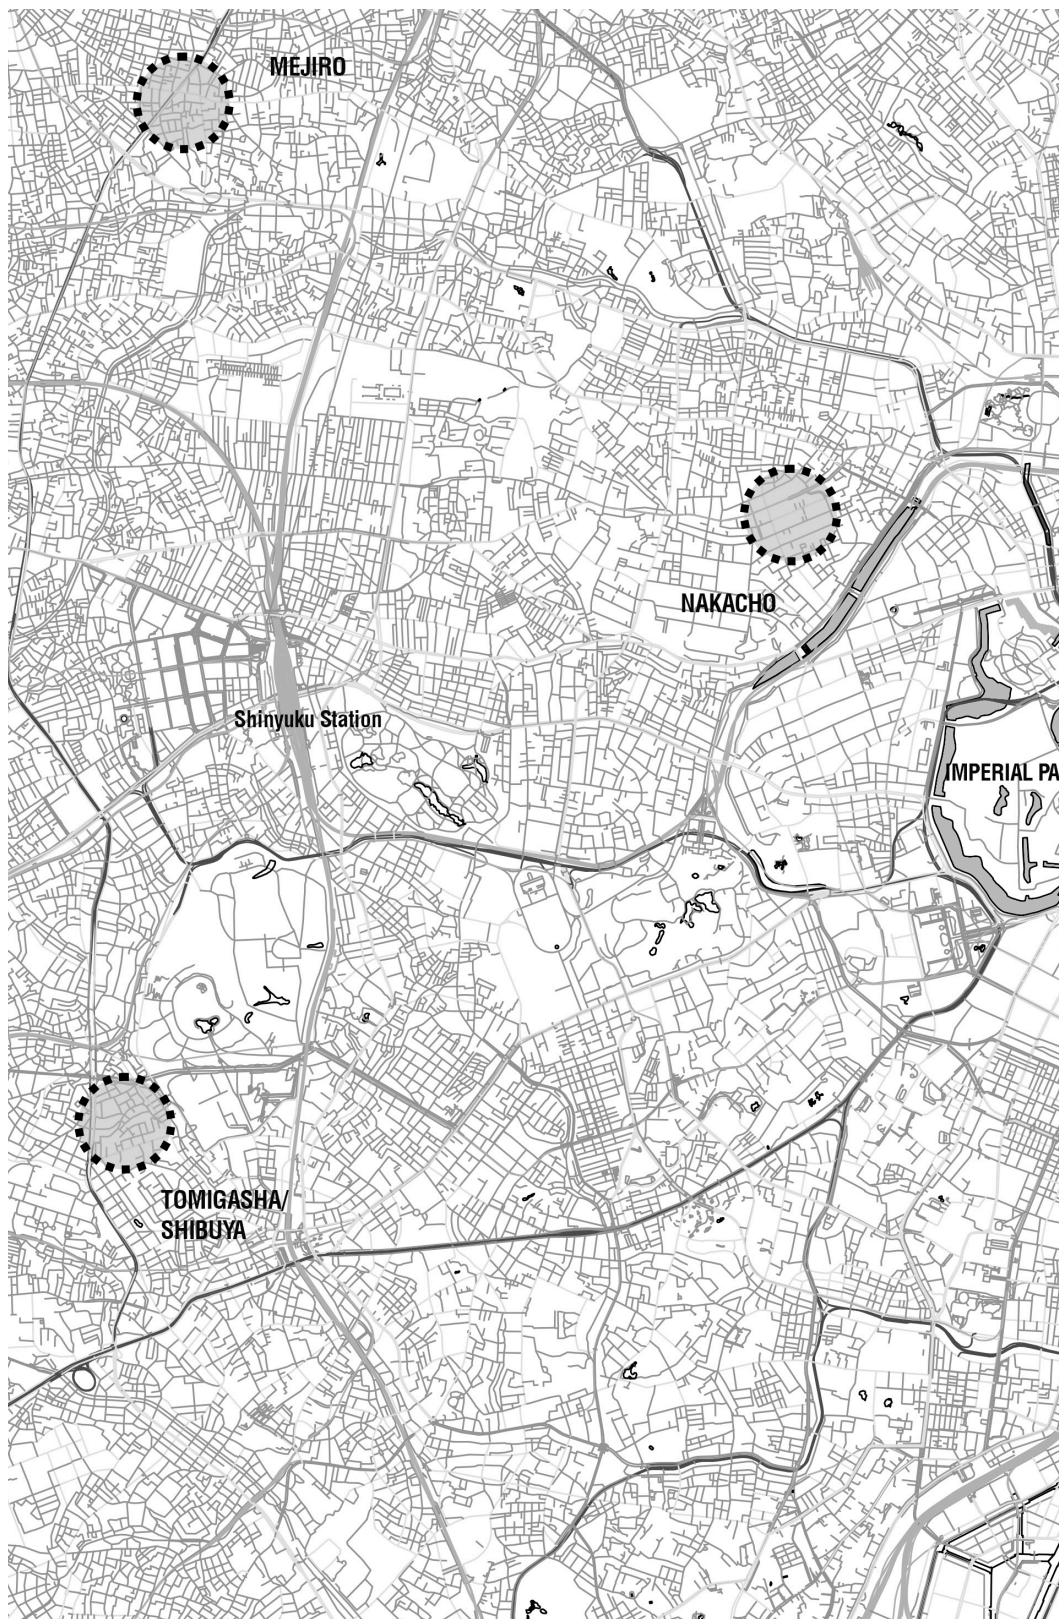 MEJIRO
NAKACHO
Shinyuku Station
IMPERIAL PA
TOMIGASHA/
SHIBUYA